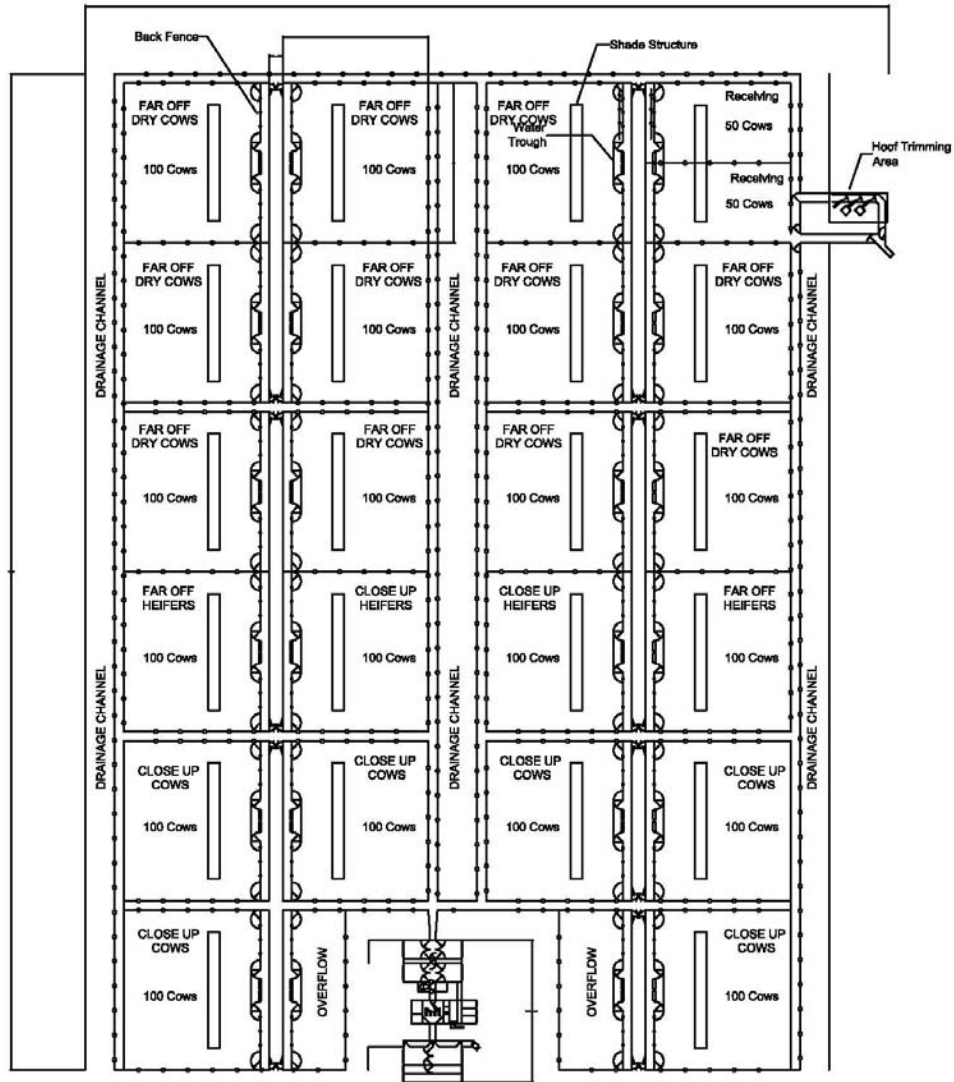 Back Fence
Shade Structure
FAR OFF
DRY COWS
100 Cows
FAR OFF
DRY COWS
100 Cows
FAR OFF
DRY COWS
Water
Trough
100 Cows
Receiving
50 Cows
Receiving
50 Cows
Hoof Trimming
Area
DRAINAGE CHANNEL
FAR OFF
DRY COWS
100 Cows
FAR OFF
DRY COWS
100 Cows
DRAINAGE CHANNEL
FAR OFF
DRY COWS
100 Cows
FAR OFF
DRY COWS
100 Cows
DRAINAGE CHANNEL
FAR OFF
DRY COWS
100 Cows
FAR OFF
DRY COWS
100 Cows
FAR OFF
DRY COWS
100 Cows
FAR OFF
DRY COWS
100 Cows
FAR OFF
HEIFERS
100 Cows
CLOSE UP
HEIFERS
100 Cows
CLOSE UP
HEIFERS
100 Cows
FAR OFF
HEIFERS
100 Cows
DRAINAGE CHANNEL
CLOSE UP
COWS
100 Cows
CLOSE UP
COWS
100 Cows
DRAINAGE CHANNEL
CLOSE UP
COWS
100 Cows
CLOSE UP
COWS
100 Cows
DRAINAGE CHANNEL
CLOSE UP
COWS
100 Cows
OVERFLOW
OVERFLOW
CLOSE UP
COWS
100 Cows